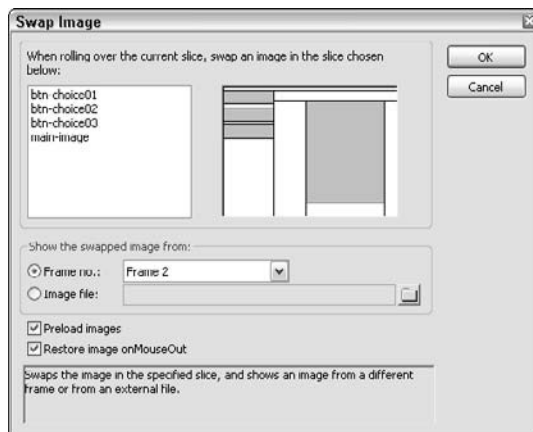 Swap Image
When rolling over the current slice, swap an image in the slice chosen
below:
OK
Cancel
btn-choice01
btn-choice02
btn-choice03
main-image
Show the swapped image from:
Frame no.:
Frame 2
Image file:
Preload images
Restore image onMouseOut
Swaps the image in the specified slice, and shows an image from a different
frame or from an external file.